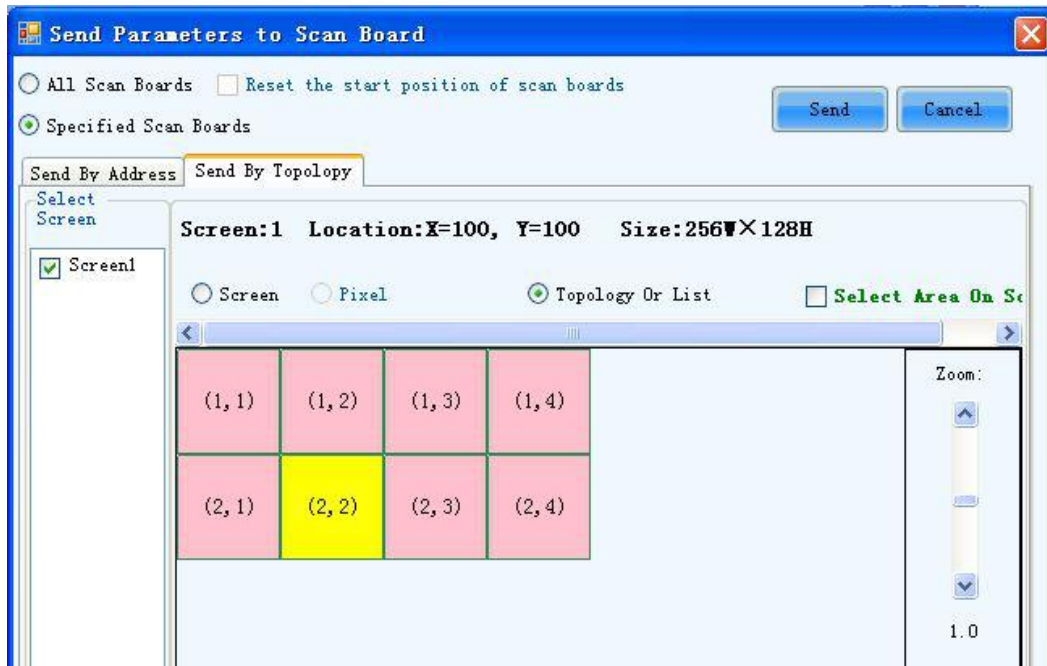 Send Parameters to Scan Board
All Scan Boards Reset the start position of scan boards
Specified Scan Boards
Send Cancel
Send By Address Send By Topolopy
Select
Screen
Screen1
Screen:1 Location:X=100, Y=100 Size:256W×128H
Screen Pixel Topology Or List Select Area On Sc
(1,1) (1,2) (1,3) (1,4)
(2,1) (2,2) (2,3) (2,4)
Zoom:
1.0